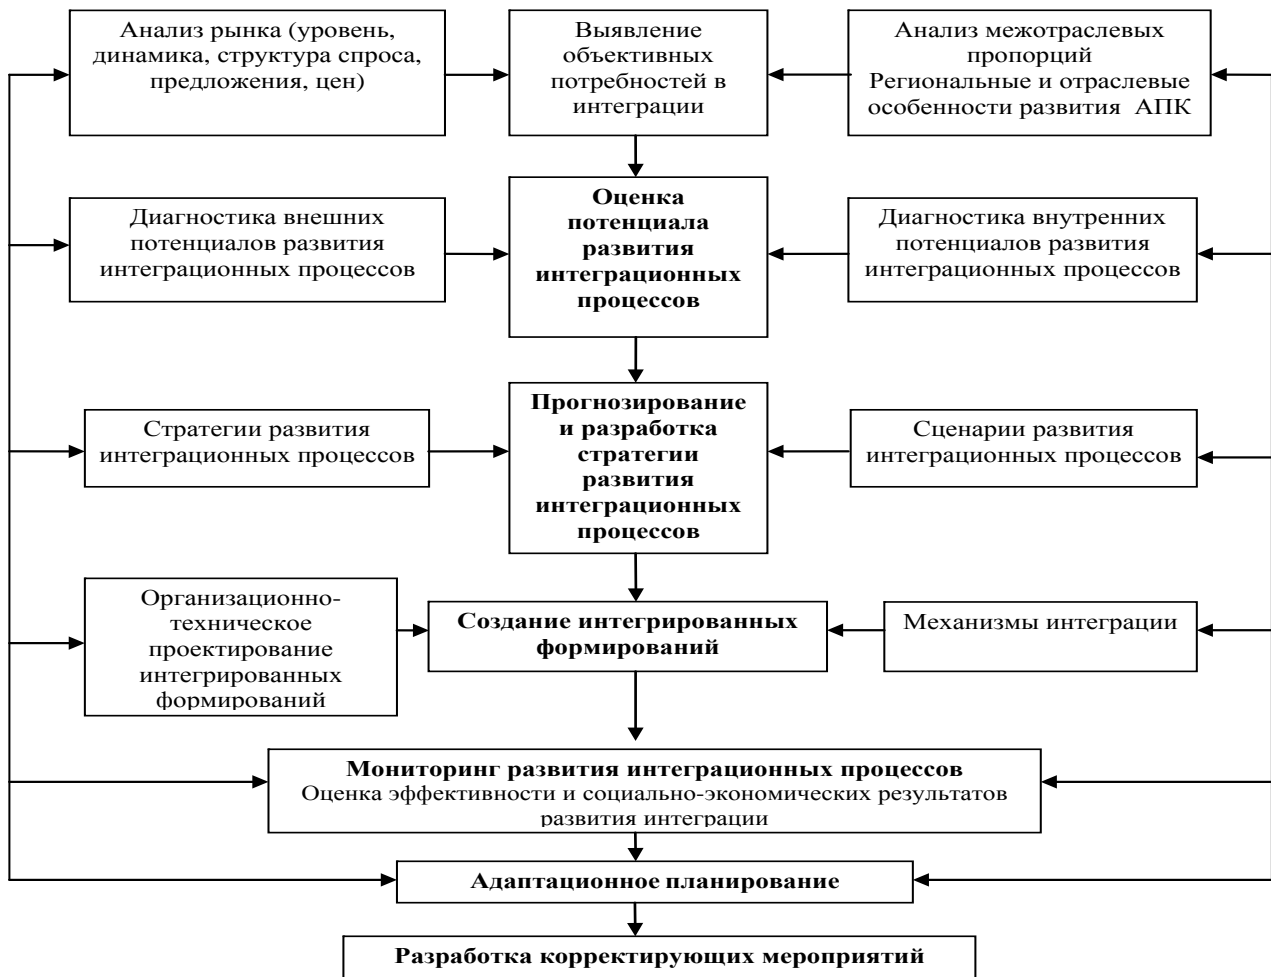 Анализ рынка (уровень,
динамика, структура спроса,
предложения, цен)
Выявление
объективных
потребностей в
интеграции
Анализ межотраслевых
пропорций
Региональные и отраслевые
особенности развития АПК
Диагностика внешних
потенциалов развития
интеграционных процессов
Оценка
потенциала
развития
интеграционных
процессов
Диагностика внутренних
потенциалов развития
интеграционных процессов
Стратегии развития
интеграционных процессов
Прогнозирование
и разработка
стратегии
развития
интеграционных
процессов
Сценарии развития
интеграционных процессов
Организационно-
техническое
проектирование
интегрированных
формирований
Создание интегрированных
формирований
Механизмы интеграции
Мониторинг развития интеграционных процессов
Оценка эффективности и социально-экономических результатов
развития интеграции
Адаптационное планирование
Разработка корректирующих мероприятий